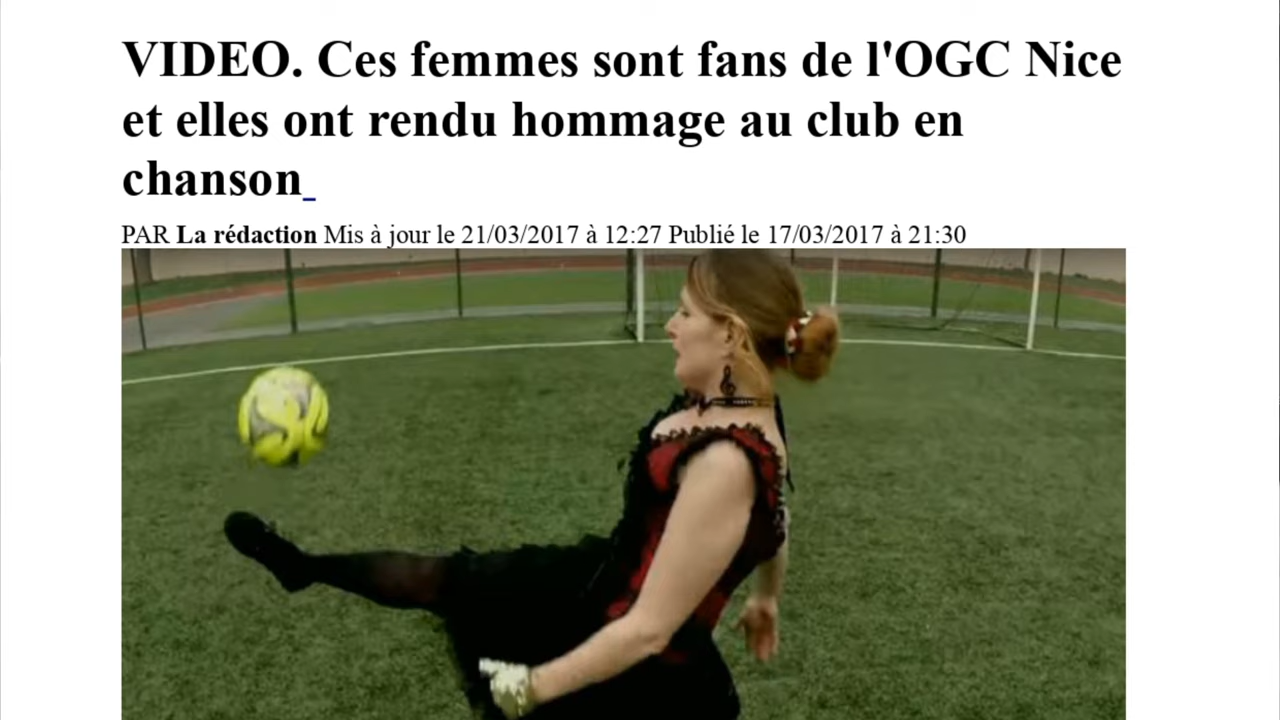 VIDEO. Ces femmes sont fans de l'OGC Nice
et elles ont rendu hommage au club en
chanson
PAR La rédaction Mis à jour le 21/03/2017 à 12:27 Publié le 17/03/2017 à 21:30